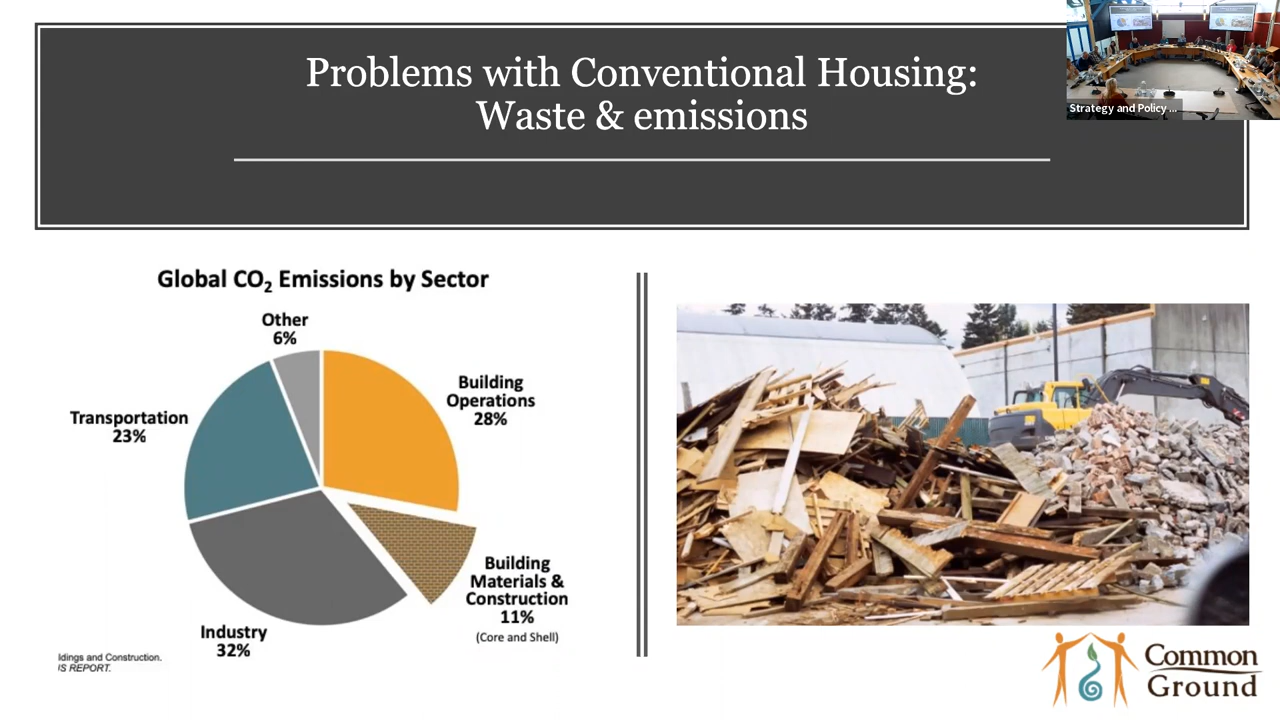 Problems with Conventional Housing:
Waste & emissions
Strategy and Policy ...
Global CO₂ Emissions by Sector
Other
6%
Building
Operations
28%
Transportation
23%
Building
Materials &
Construction
11%
(Core and Shell)
Industry
32%
ldings and Construction.
IS REPORT.
Common
Ground